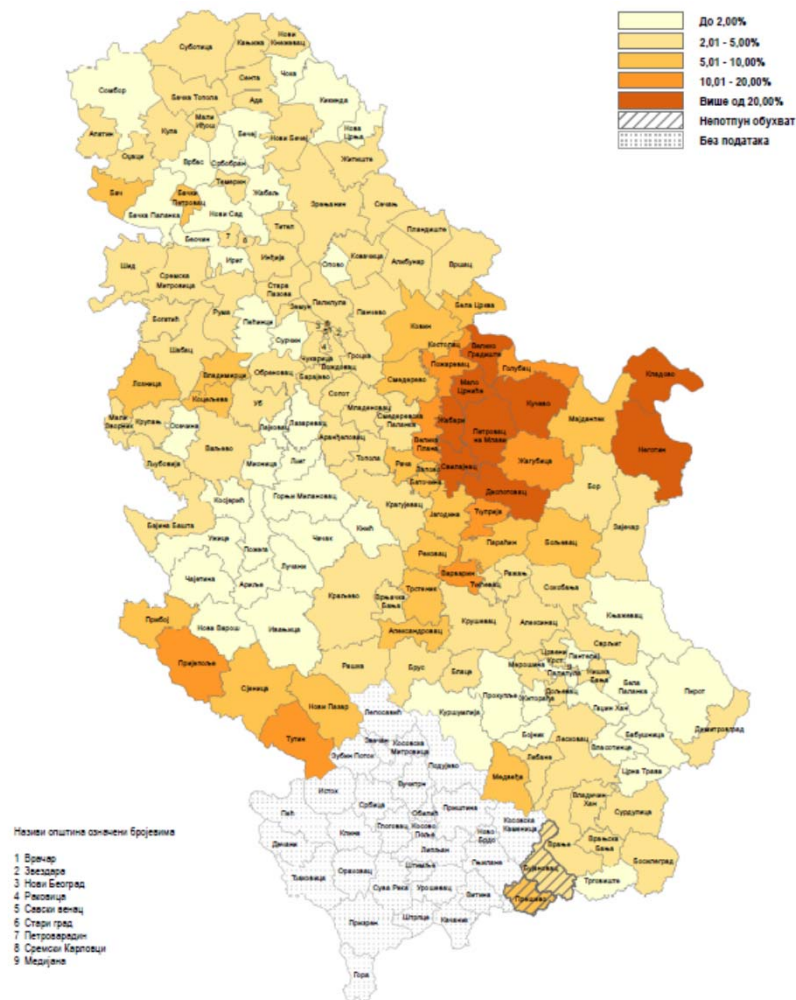 До 2,00%
2,01 - 5,00%
5,01 - 10,00%
10,01 - 20,00%
Више од 20,00%
Непотпун обухват
Без података
Суботица
Кањижа
Нови
Кнежевац
Сомбор
Бачка Топола
Сента
Чока
Ада
Кикинда
Апатин
Кула
Мали
Иђош
Бечеј
Нова
Црња
Оџаци
Врбас
Србобран
Нови Бечеј
Житиште
Бач
Бачки
Петровац
Темерин
Жабаљ
Зрењанин
Сечањ
Бачка Паланка
Нови Сад
Тител
Пландиште
Беочин
7
8
Шид
Сремска
Митровица
Ириг
Инђија
Опово
Ковачица
Алибунар
Вршац
Стара
Пазова
Рума
Земун
Палилула
Панчево
Бела Црква
Богатић
Пећинци
Сурчин
Ковин
Шабац
Чукарица
Вождовац
Гроцка
Костолац
Велико
Градиште
Голубац
Пожаревац
Кладово
Лозница
Владимирци
Обреновац
Барајево
Смедерево
Мало
Црниће
Кучево
Коцељева
Уб
Сопот
Мали
Зворник
Крупањ
Осечина
Лајковац
Лазаревац
Младеновац
Смедеревска
Паланка
Жабари
Петровац
на Млави
Мајданпек
Неготин
Аранђеловац
Велика
Плана
Љубовија
Ваљево
Мионица
Љиг
Топола
Рача
Лапово
Свилајнац
Жагубица
Баточина
Деспотовац
Бор
Косјерић
Горњи Милановац
Крагујевац
Бајина Башта
Јагодина
Ћуприја
Зајечар
Ужице
Пожега
Чачак
Кнић
Параћин
Бољевац
Рековац
Чајетина
Ариље
Лучани
Варварин
Ражањ
Ћићевац
Сокобања
Краљево
Врњачка
Бања
Трстеник
Прибој
Нова Варош
Ивањица
Књажевац
Александровац
Крушевац
Алексинац
Сврљиг
Пријепоље
Рашка
Брус
Блаце
Мерошина
Црвени
Крст
Пантелеј
Палилула
Нишка
Бања
Сјеница
Нови Пазар
Прокупље
Житорађа
Дољевац
Бела
Паланка
Пирот
Куршумлија
Гаџин Хан
Димитровград
Тутин
Лепосавић
Бојник
Лесковац
Бабушница
Власотинце
Звечан
Косовска
Митровица
Зубин Поток
Подујево
Лебане
Црна Трава
Медвеђа
Вучитрн
Исток
Србица
Обилић
Приштина
Косовска
Каменица
Владичин
Хан
Сурдулица
Пећ
Клина
Глоговац
Косово
Поље
Ново
Брдо
Врање
Врањска
Бања
Дечани
Липљан
Бујановац
Босилеград
Штимље
Гњилане
Ораховац
Ђаковица
Сува Река
Урошевац
Витина
Прешево
Трговиште
Призрен
Штрпце
Качаник
Гора
Називи општина означени бројевима
1 Врачар
2 Звездара
3 Нови Београд
4 Раковица
5 Савски венац
6 Стари град
7 Петроварадин
8 Сремски Карловци
9 Медијана